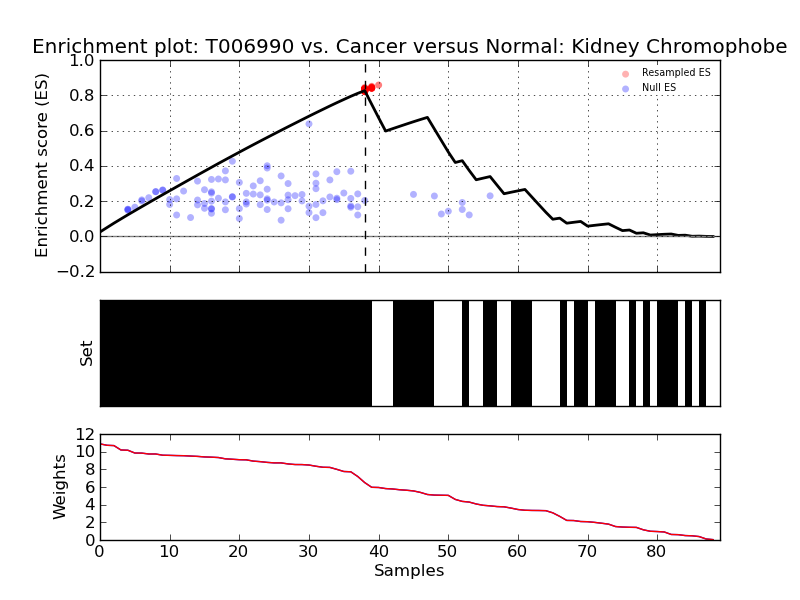 Enrichment plot: T006990 vs. Cancer versus Normal: Kidney Chromophobe
1.0
0.8
0.6
0.4
0.2
0.0
−0.2
Enrichment score (ES)
Resampled ES
Null ES
Set
12
10
8
6
4
2
0
Weights
0 10 20 30 40 50 60 70 80
Samples